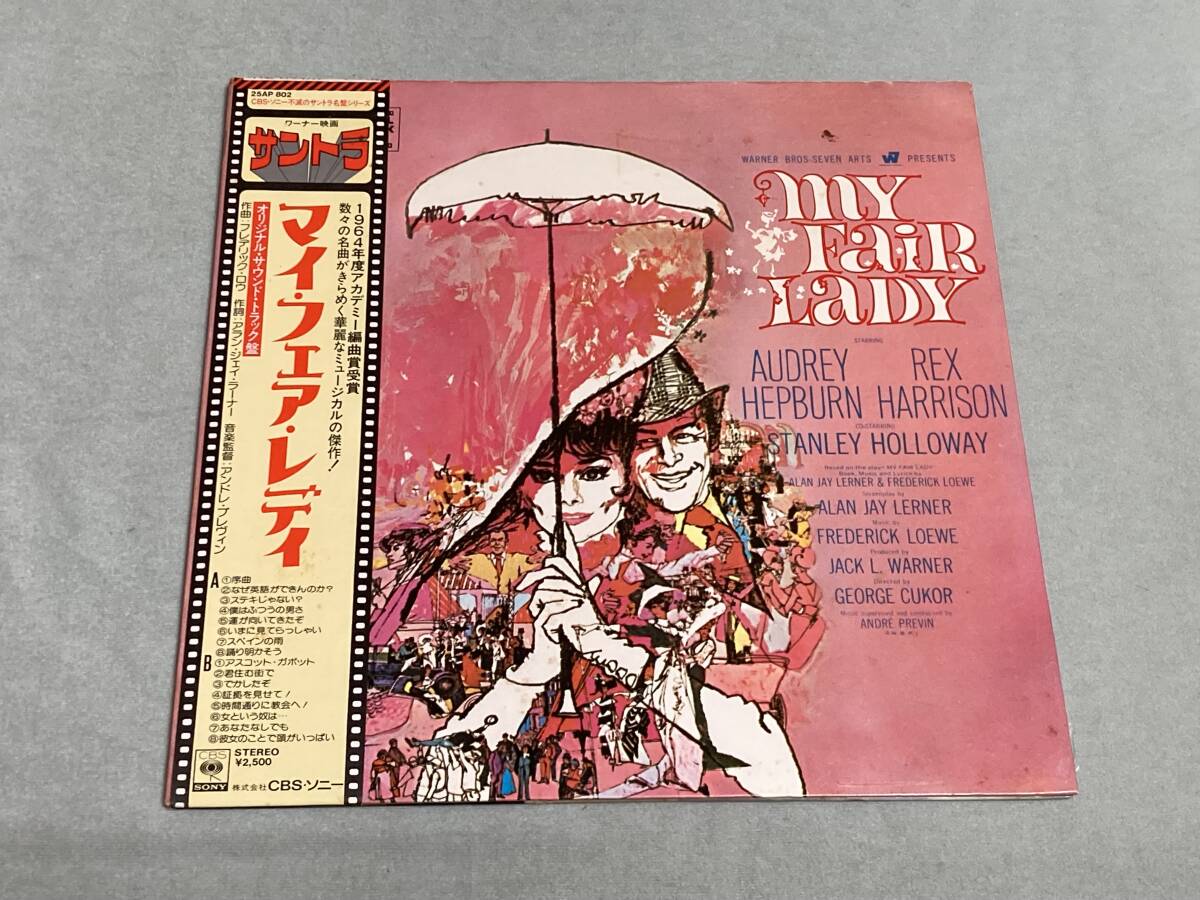 25AP 802
CBS・ソニー不滅のサントラ名盤シリーズ
ワーナー映画
サントラ
1964年度アカデミー編曲賞受賞
数々の名曲がきらめく華麗なミュージカルの傑作!
マイ・フェア・レディ
オリジナル・サウンド・トラック盤
作曲:フレデリック・ロウ 作詞:アラン・ジェイ・ラーナー 音楽監督:アンドレ・プレヴィン
A ①序曲
②なぜ英語ができんのか?
③ステキじゃない?
④僕はふつうの男さ
⑤運が向いてきたぞ
⑥いまに見てらっしゃい
⑦スペインの雨
⑧踊り明かそう
B ①アスコット・ガボット
②君住む街で
③でかしたぞ
④証拠を見せて!
⑤時間通りに教会へ!
⑥女という奴は…
⑦あなたなしでも
⑧彼女のことで頭がいっぱい
CBS
SONY
STEREO
¥2,500
株式会社 CBS・ソニー
WARNER BROS-SEVEN ARTS W PRESENTS
MY
FAIR
LADY
STARRING
AUDREY HEPBURN
REX HARRISON
CO-STARRING
STANLEY HOLLOWAY
Based on the play "MY FAIR LADY"
Book, Music and Lyrics by
ALAN JAY LERNER & FREDERICK LOEWE
Screenplay by
ALAN JAY LERNER
Music by
FREDERICK LOEWE
Produced by
JACK L. WARNER
Directed by
GEORGE CUKOR
Music supervised and conducted by
ANDRÉ PREVIN